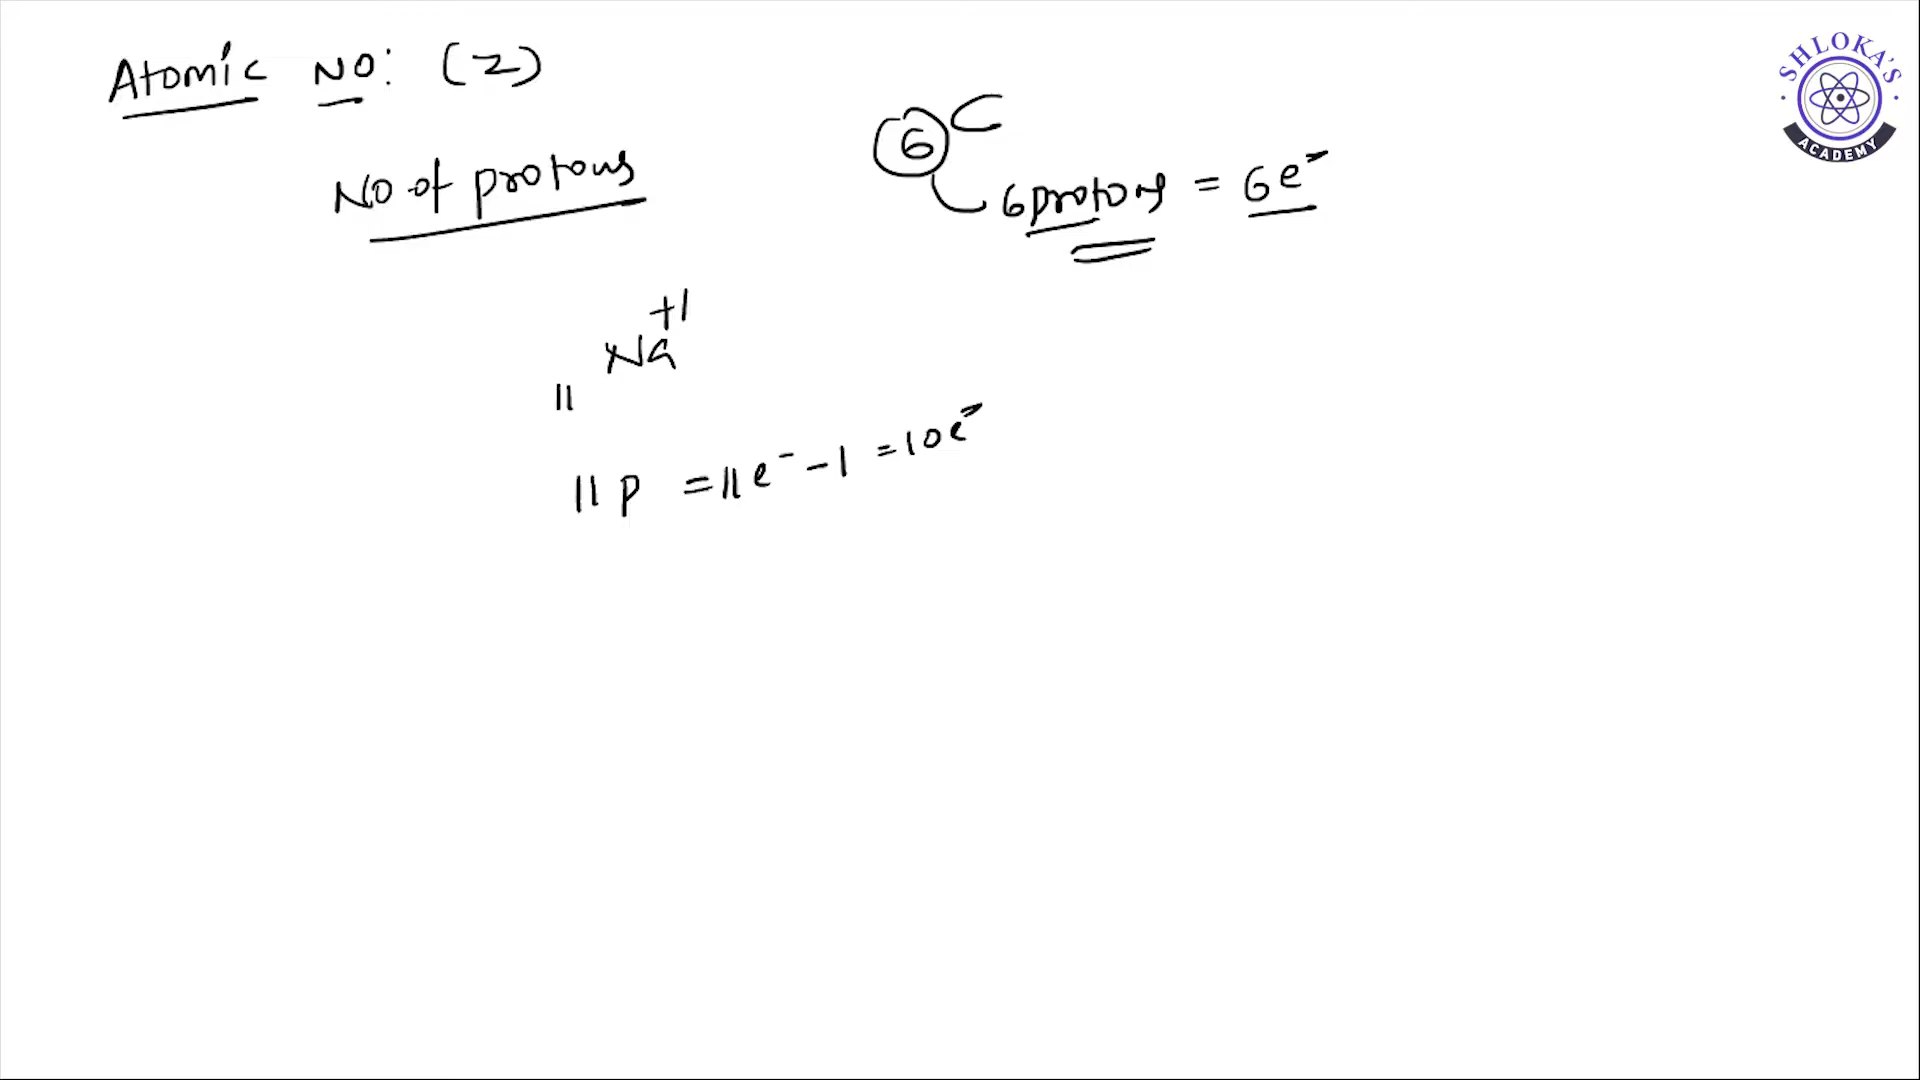 Atomic NO: (Z)
6 C
6 protons = 6e⁻
NO of protons
11 Na +1
11 p = 11 e⁻ - 1 = 10 e⁻
SHLOKA'S
ACADEMY